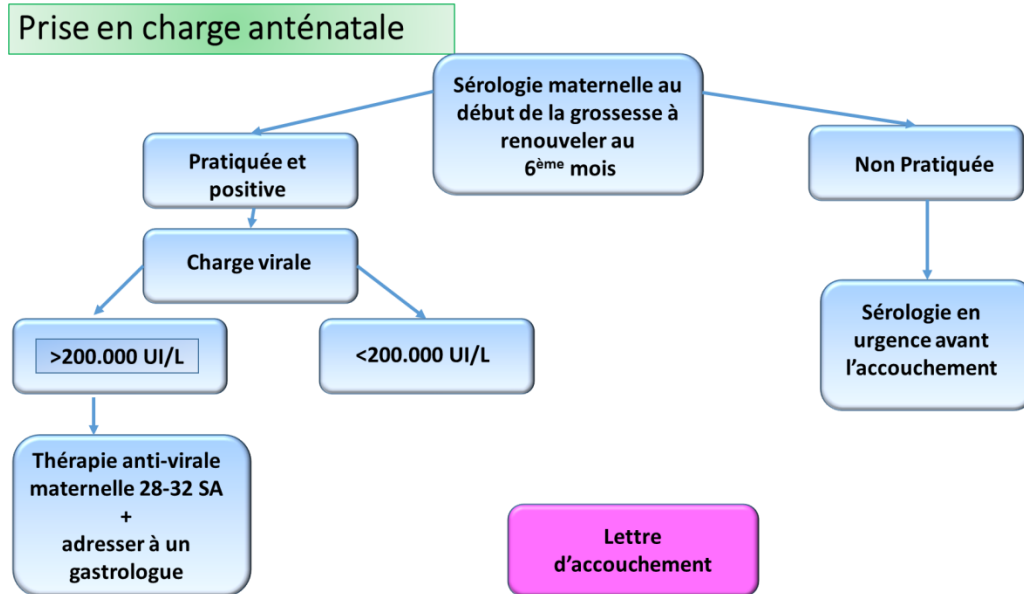 Prise en charge anténatale
Sérologie maternelle au
début de la grossesse à
renouveler au
6ème mois
Pratiquée et
positive
Non Pratiquée
Charge virale
>200.000 UI/L
<200.000 UI/L
Sérologie en
urgence avant
l’accouchement
Thérapie anti-virale
maternelle 28-32 SA
+
adresser à un
gastrologue
Lettre
d’accouchement